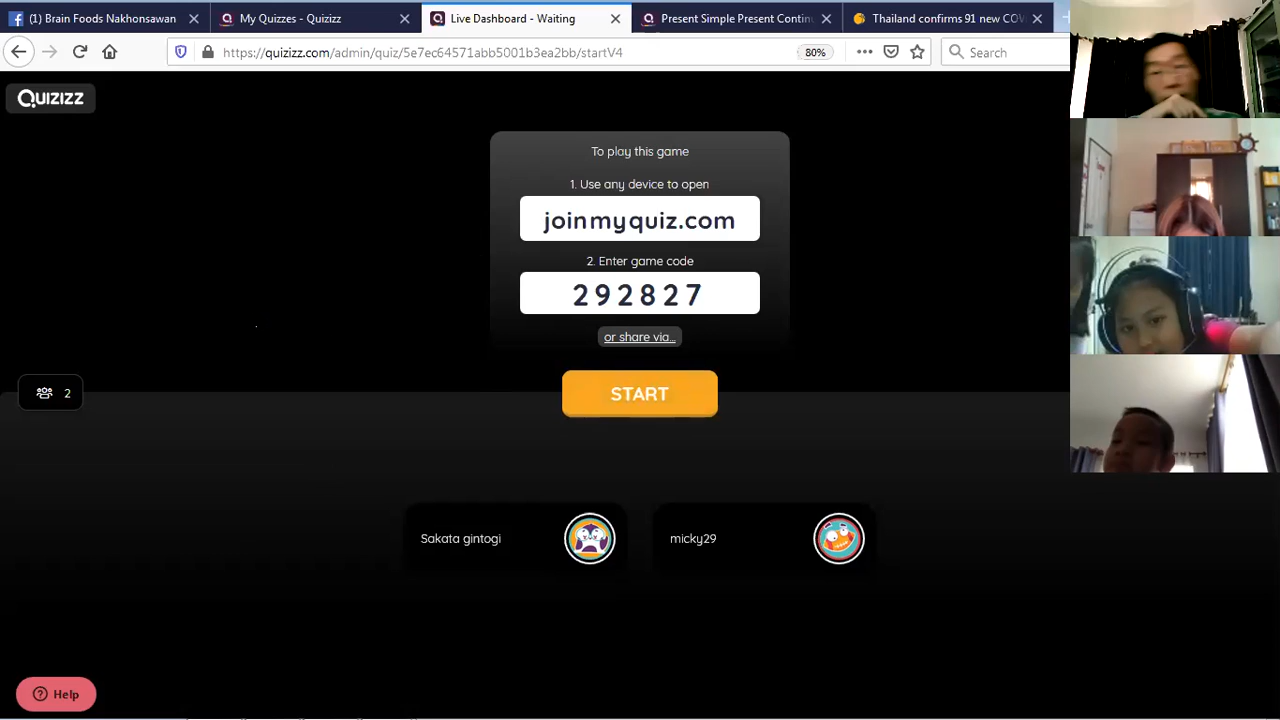 (1) Brain Foods Nakhonsawan
My Quizzes - Quizizz
Live Dashboard - Waiting
Present Simple Present Contin
Thailand confirms 91 new CO
https://quizizz.com/admin/quiz/5e7ec64571abb5001b3ea2bb/startV4
80%
Search
QUIZIZZ
To play this game
1. Use any device to open
joinmyquiz.com
2. Enter game code
292827
or share via...
START
2
Sakata gintogi
micky29
Help